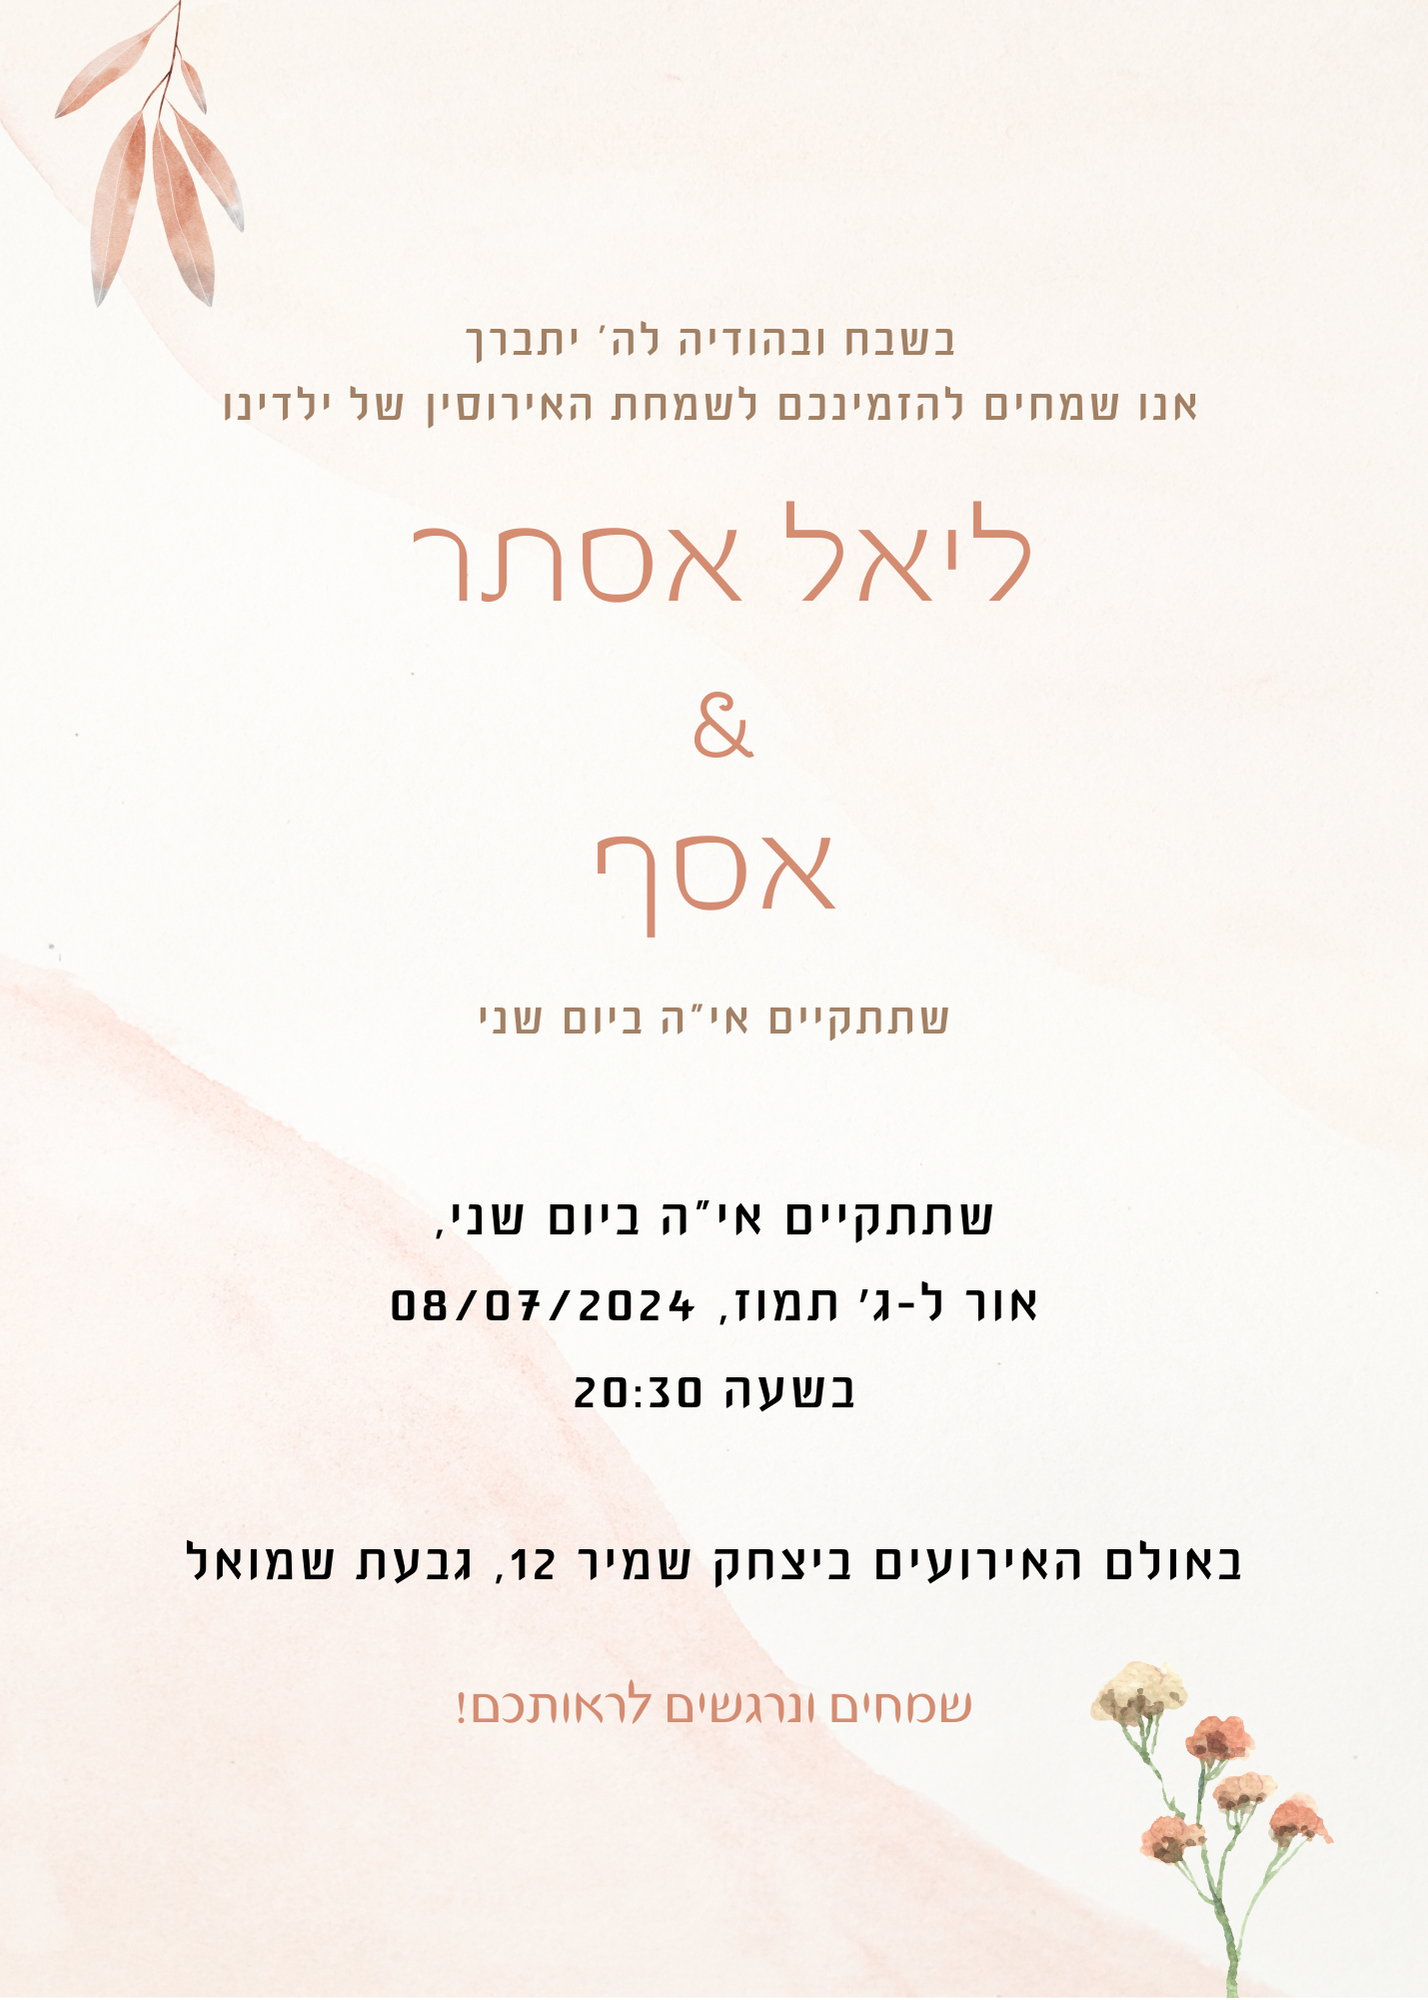 בשבח ובהודיה לה' יתברך
אנו שמחים להזמינכם לשמחת האירוסין של ילדינו
ליאל אסתר
&
אסף
שתתקיים אי"ה ביום שני
שתתקיים אי"ה ביום שני,
אור ל-ג' תמוז, 08/07/2024
בשעה 20:30
באולם האירועים ביצחק שמיר 12, גבעת שמואל
שמחים ונרגשים לראותכם!